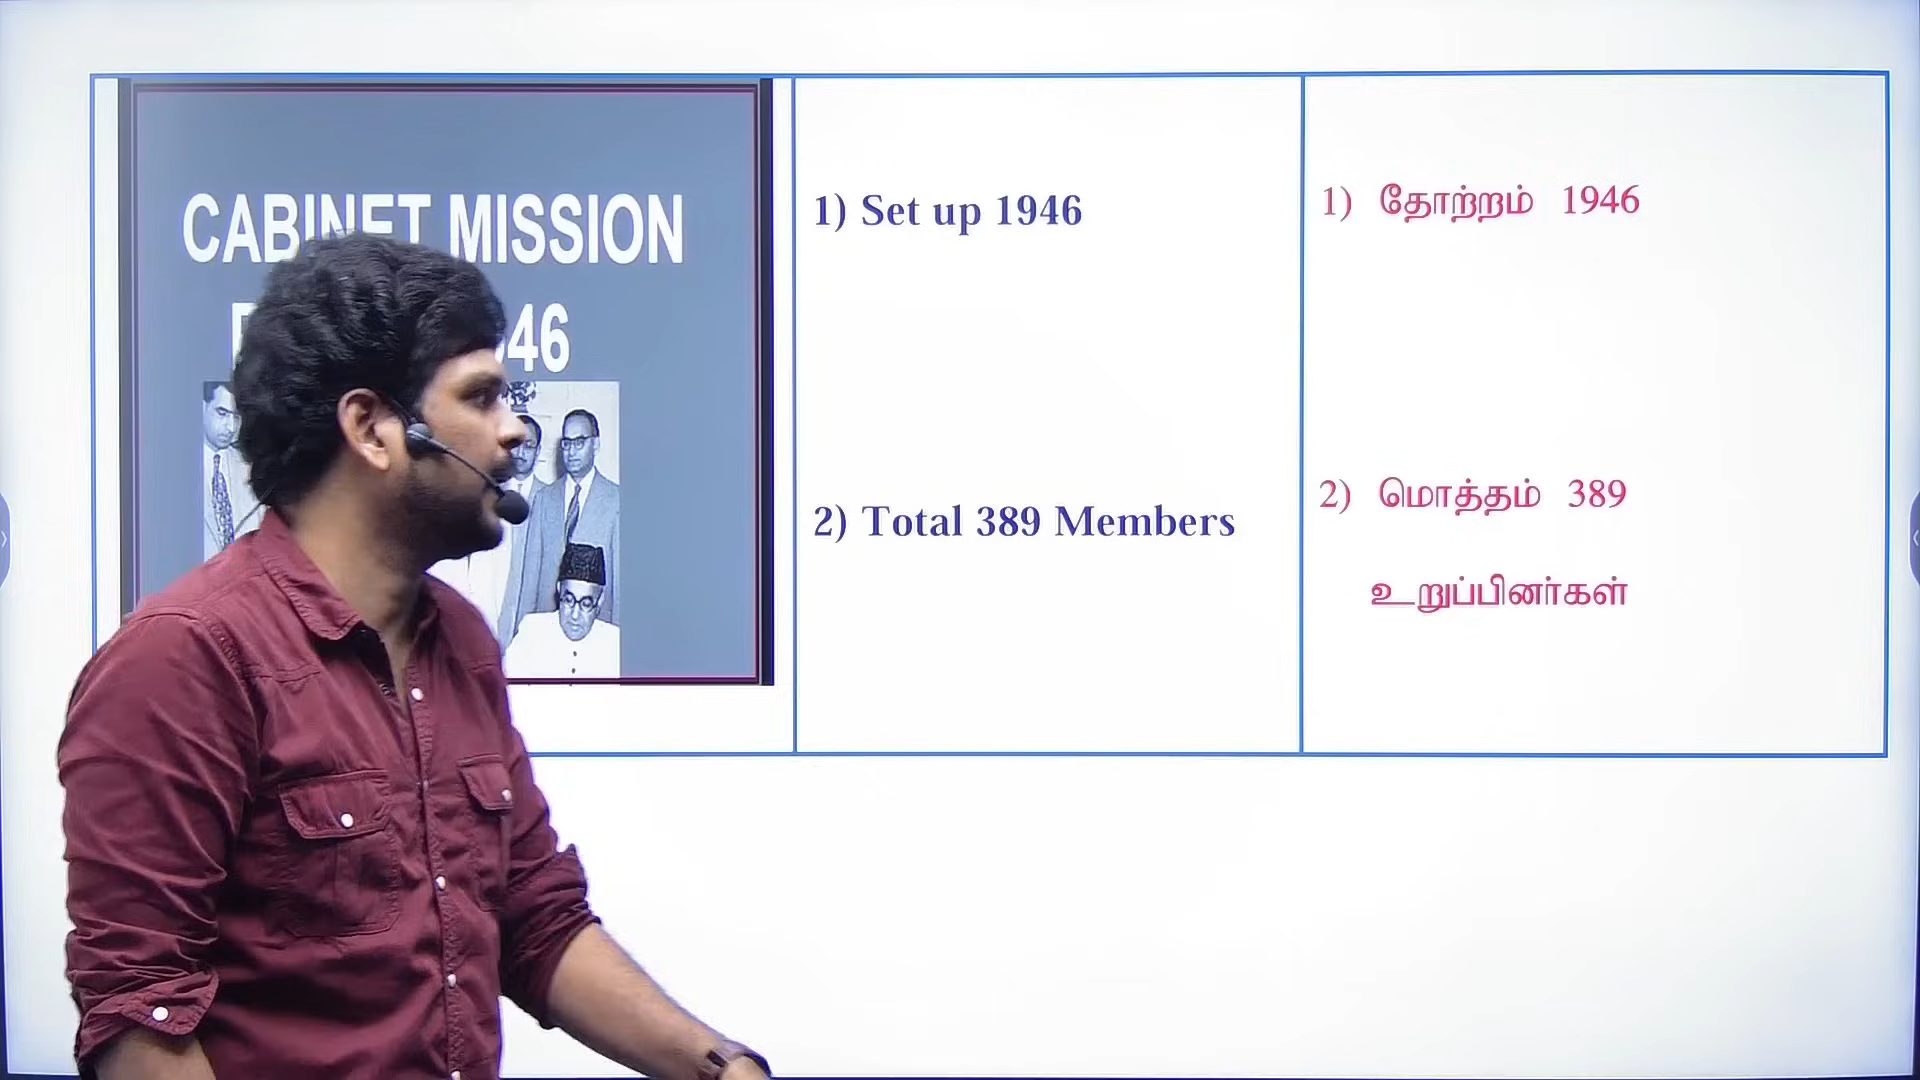 CABINET MISSION
1946
1) Set up 1946
2) Total 389 Members
1) தோற்றம் 1946
2) மொத்தம் 389
உறுப்பினர்கள்